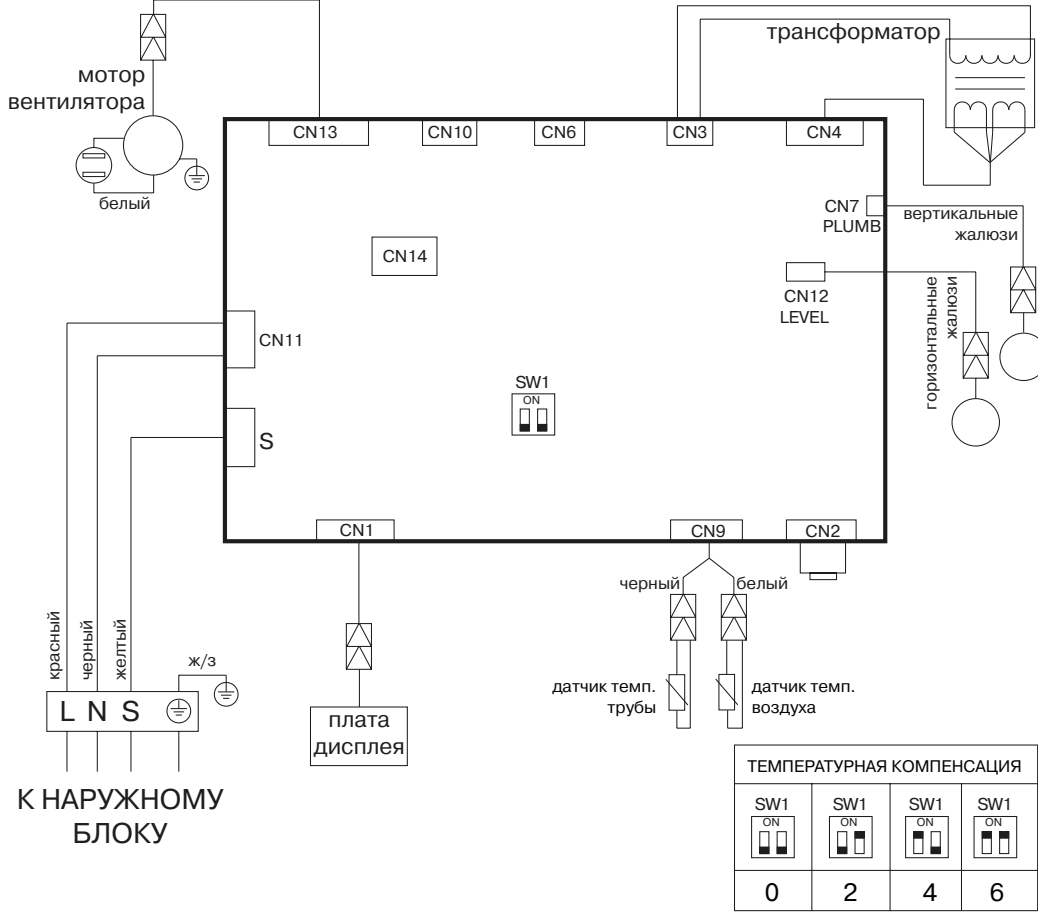 трансформатор
мотор
вентилятора
CN13
CN10
CN6
CN3
CN4
белый
CN7
PLUMB
вертикальные
жалюзи
CN14
CN12
LEVEL
горизонтальные
жалюзи
CN11
SW1
ON
S
CN1
CN9
CN2
черный
белый
красный
черный
желтый
ж/з
L N S
датчик темп.
трубы
датчик темп.
воздуха
плата
дисплея
К НАРУЖНОМУ
БЛОКУ
ТЕМПЕРАТУРНАЯ КОМПЕНСАЦИЯ
SW1 SW1 SW1 SW1
ON ON ON ON
0 2 4 6